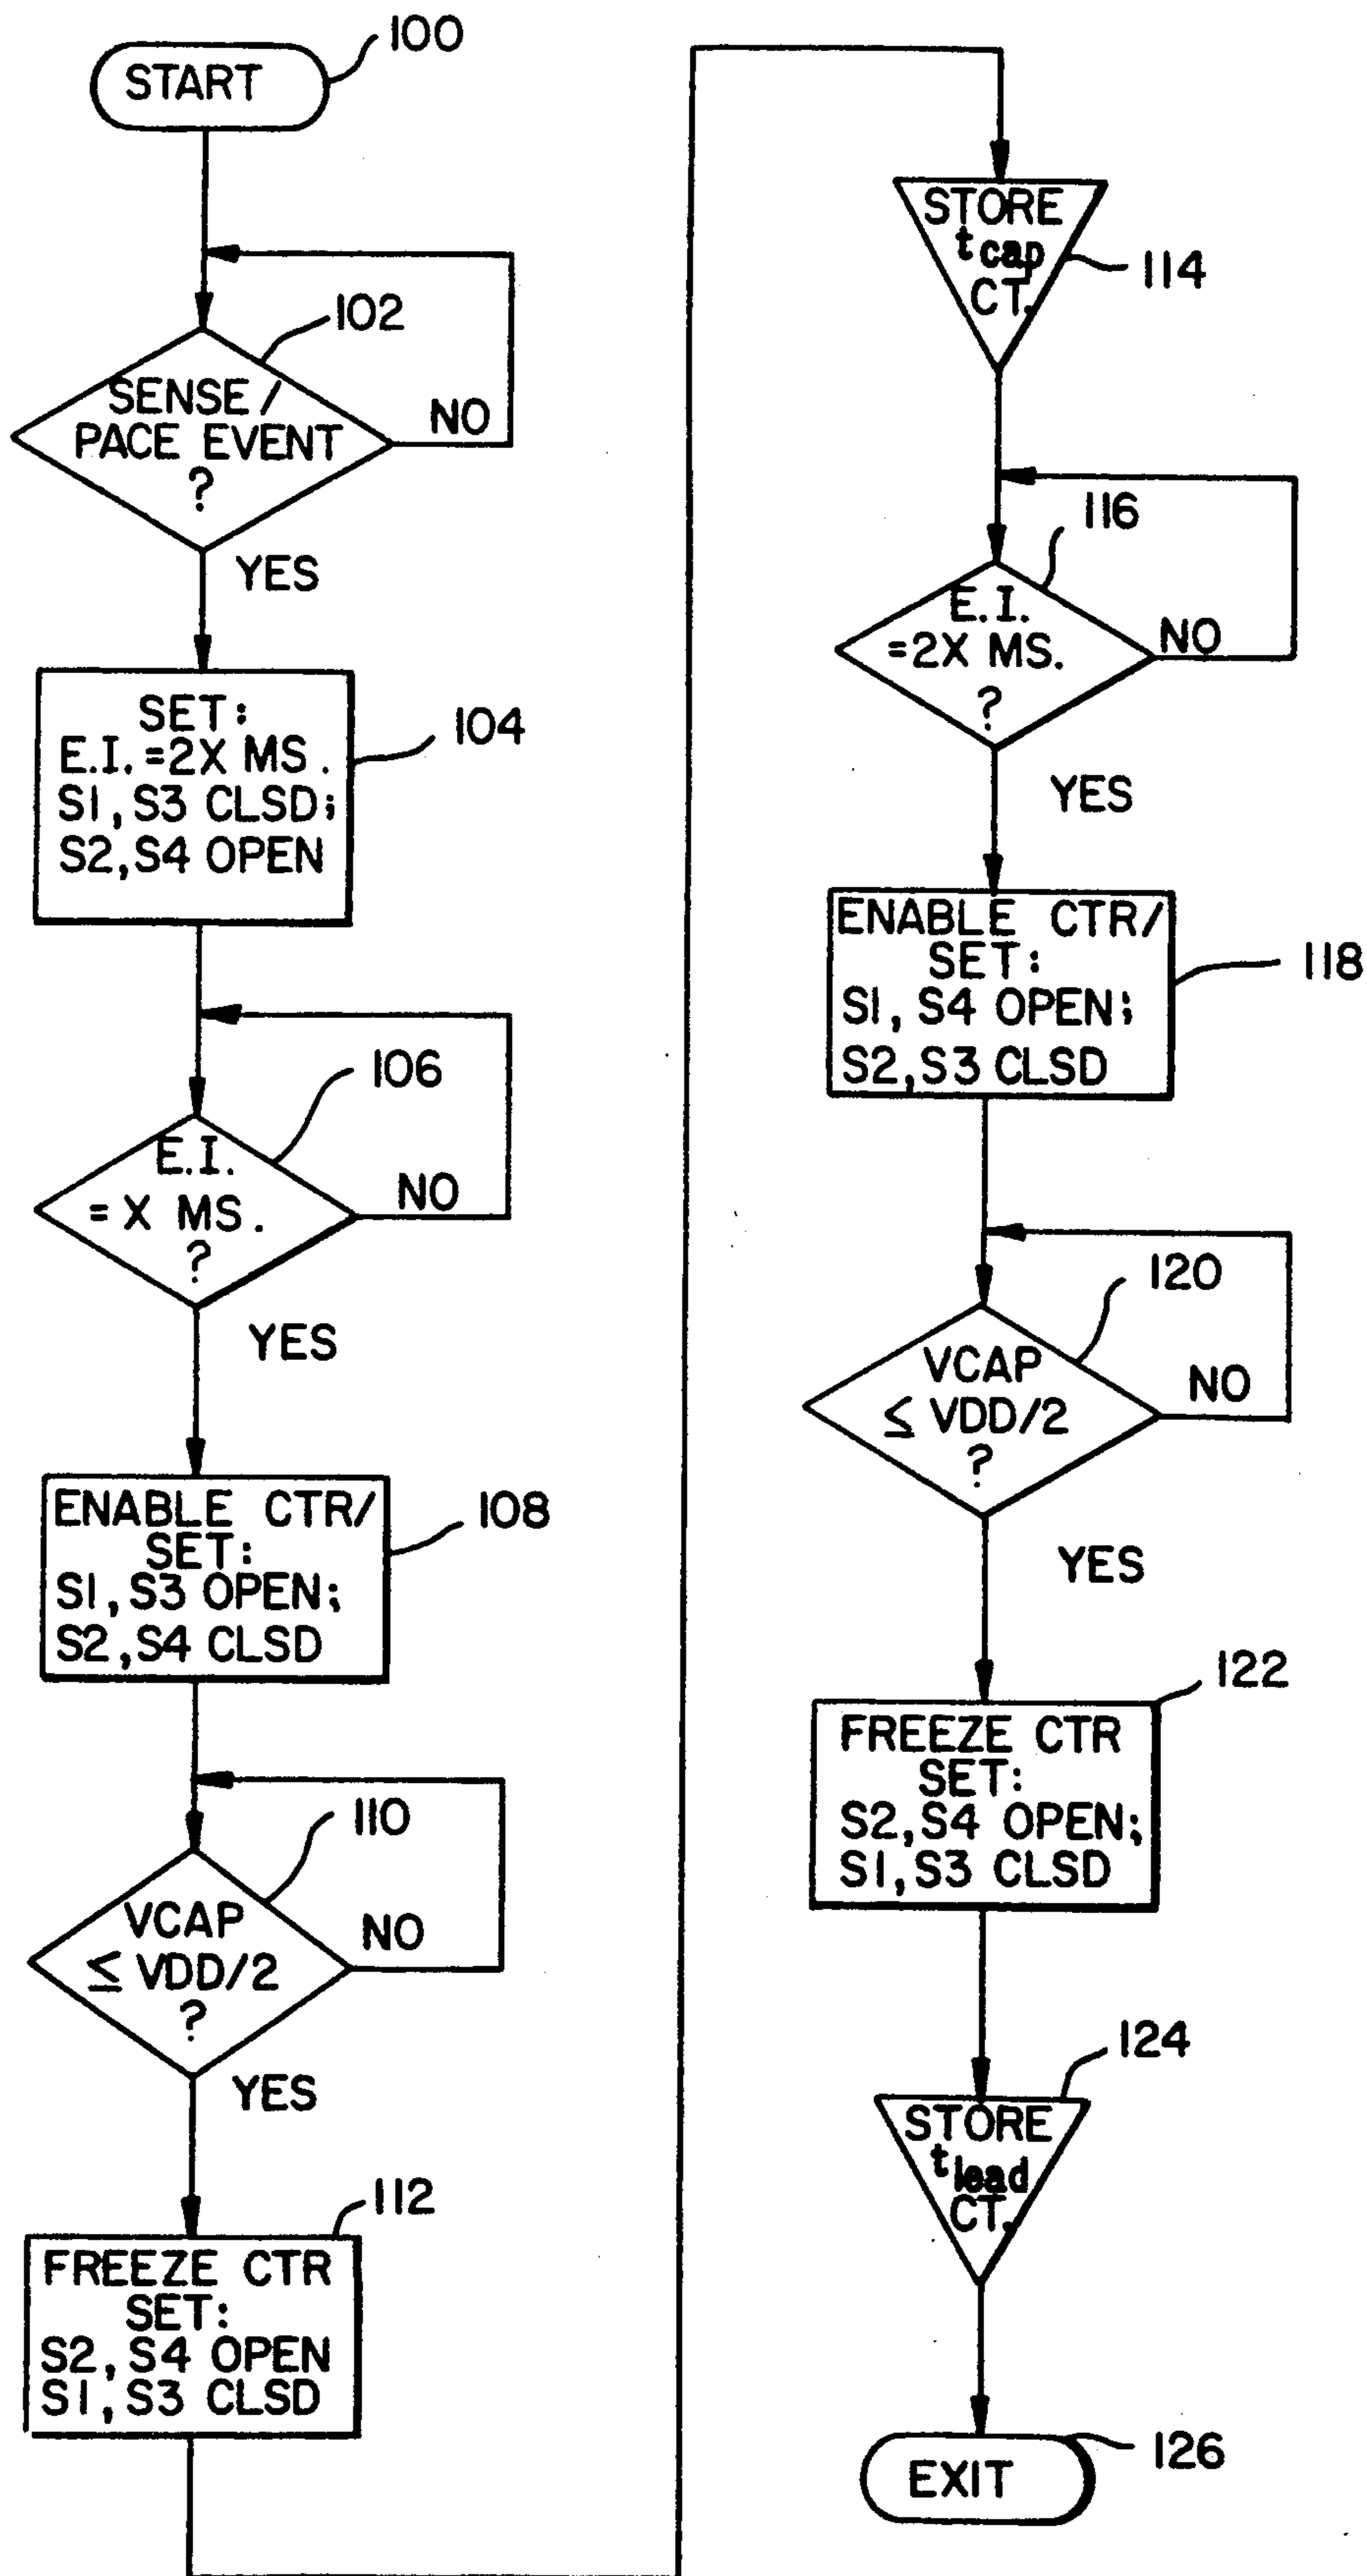 START
100
102
SENSE/
PACE EVENT
?
NO
YES
SET:
E.I.=2X MS.
S1,S3 CLSD;
S2,S4 OPEN
104
106
E.I.
= X MS.
?
NO
YES
ENABLE CTR/
SET:
S1,S3 OPEN;
S2,S4 CLSD
108
110
VCAP
≤ VDD/2
?
NO
YES
112
FREEZE CTR
SET:
S2,S4 OPEN
S1,S3 CLSD
STORE
tcap
CT.
114
116
E.I.
=2X MS.
?
NO
YES
ENABLE CTR/
SET:
S1,S4 OPEN;
S2,S3 CLSD
118
120
VCAP
≤ VDD/2
?
NO
YES
122
FREEZE CTR
SET:
S2,S4 OPEN;
S1,S3 CLSD
124
STORE
tlead
CT.
126
EXIT